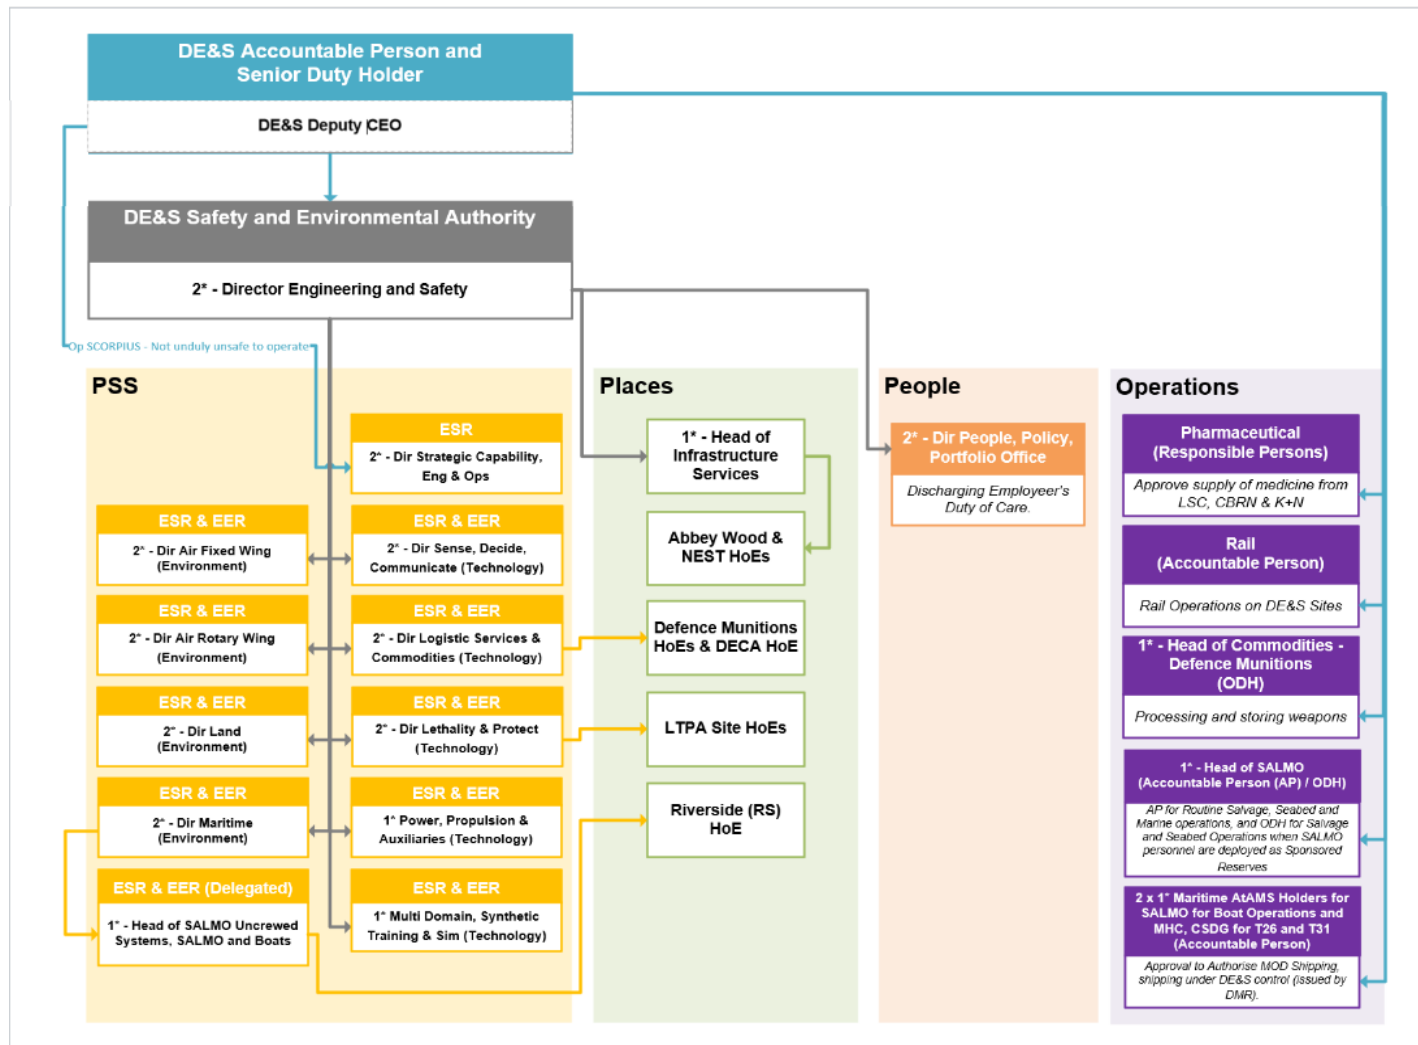 DE&S Accountable Person and
Senior Duty Holder
DE&S Deputy CEO
DE&S Safety and Environmental Authority
2* - Director Engineering and Safety
Op SCORPIUS - Not unduly unsafe to operate
PSS
ESR
2* - Dir Strategic Capability,
Eng & Ops
ESR & EER
2* - Dir Air Fixed Wing
(Environment)
ESR & EER
2* - Dir Sense, Decide,
Communicate (Technology)
ESR & EER
2* - Dir Air Rotary Wing
(Environment)
ESR & EER
2* - Dir Logistic Services &
Commodities (Technology)
ESR & EER
2* - Dir Land
(Environment)
ESR & EER
2* - Dir Lethality & Protect
(Technology)
ESR & EER
2* - Dir Maritime
(Environment)
ESR & EER
1* Power, Propulsion &
Auxiliaries (Technology)
ESR & EER (Delegated)
1* - Head of SALMO Uncrewed
Systems, SALMO and Boats
ESR & EER
1* Multi Domain, Synthetic
Training & Sim (Technology)
Places
1* - Head of
Infrastructure
Services
Abbey Wood &
NEST HoEs
Defence Munitions
HoEs & DECA HoE
LTPA Site HoEs
Riverside (RS)
HoE
People
2* - Dir People, Policy,
Portfolio Office
Discharging Employeer's
Duty of Care.
Operations
Pharmaceutical
(Responsible Persons)
Approve supply of medicine from
LSC, CBRN & K+N
Rail
(Accountable Person)
Rail Operations on DE&S Sites
1* - Head of Commodities -
Defence Munitions
(ODH)
Processing and storing weapons
1* - Head of SALMO
(Accountable Person (AP) / ODH)
AP for Routine Salvage, Seabed and
Marine operations, and ODH for Salvage
and Seabed Operations when SALMO
personnel are deployed as Sponsored
Reserves
2 x 1* Maritime AtAMS Holders for
SALMO for Boat Operations and
MHC, CSDG for T26 and T31
(Accountable Person)
Approval to Authorise MOD Shipping,
shipping under DE&S control (issued by
DMR).